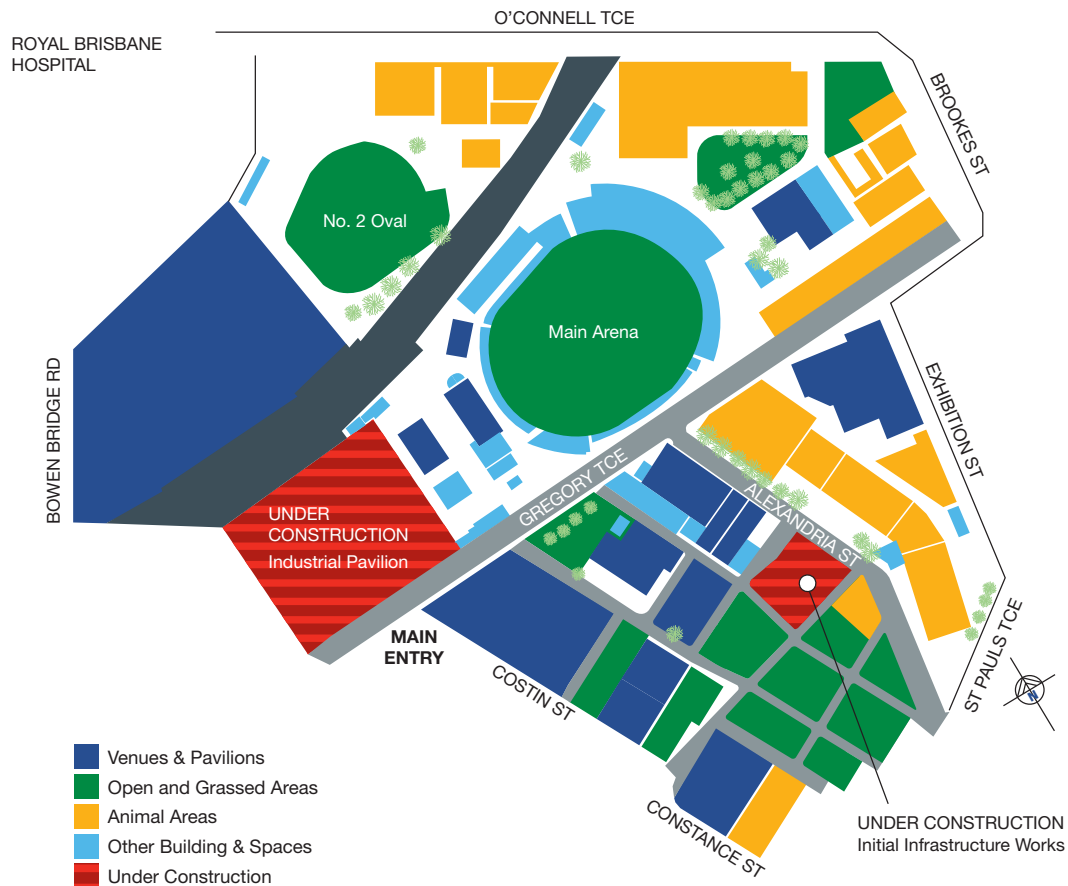 O'CONNELL TCE
ROYAL BRISBANE
HOSPITAL
BROOKES ST
No. 2 Oval
Main Arena
BOWEN BRIDGE RD
EXHIBITION ST
GREGORY TCE
ALEXANDRIA ST
UNDER
CONSTRUCTION
Industrial Pavilion
MAIN
ENTRY
COSTIN ST
ST PAULS TCE
N
Venues & Pavilions
Open and Grassed Areas
Animal Areas
Other Building & Spaces
Under Construction
CONSTANCE ST
UNDER CONSTRUCTION
Initial Infrastructure Works